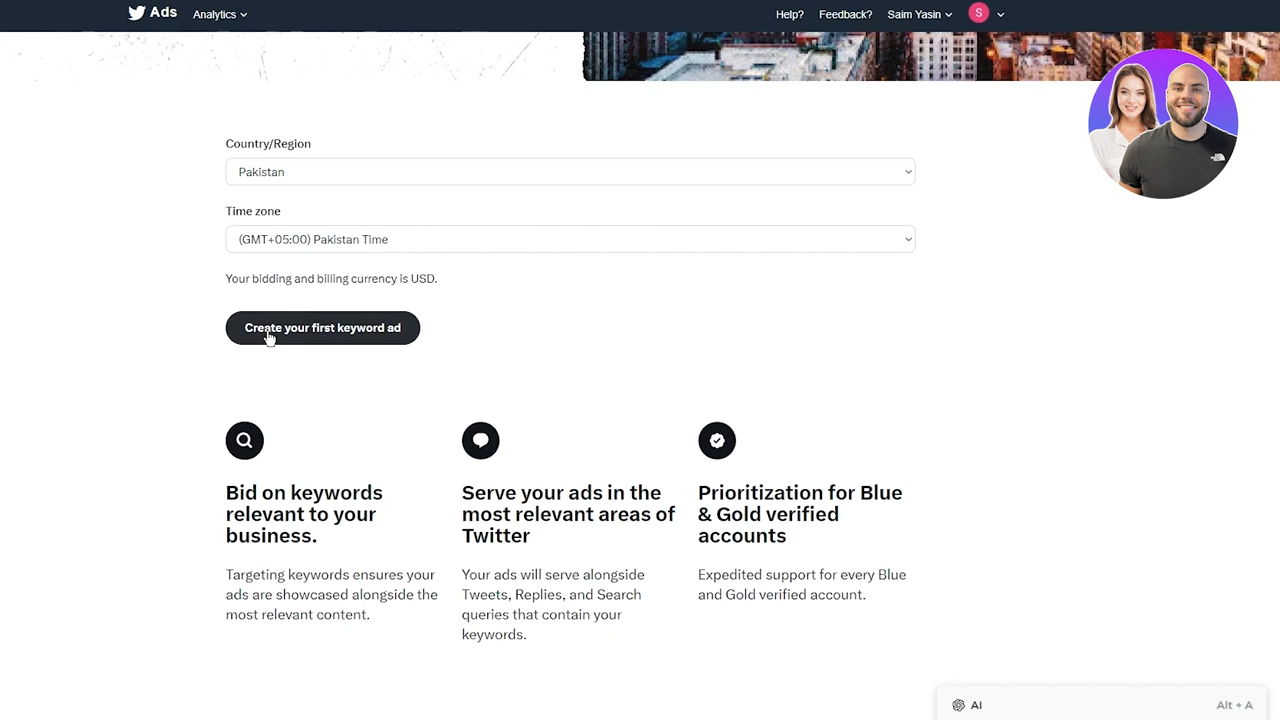 Ads Analytics Help? Feedback? Saim Yasin S
Country/Region
Pakistan
Time zone
(GMT+05:00) Pakistan Time
Your bidding and billing currency is USD.
Create your first keyword ad
Bid on keywords
relevant to your
business.
Targeting keywords ensures your
ads are showcased alongside the
most relevant content.
Serve your ads in the
most relevant areas of
Twitter
Your ads will serve alongside
Tweets, Replies, and Search
queries that contain your
keywords.
Prioritization for Blue
& Gold verified
accounts
Expedited support for every Blue
and Gold verified account.
AI Alt + A